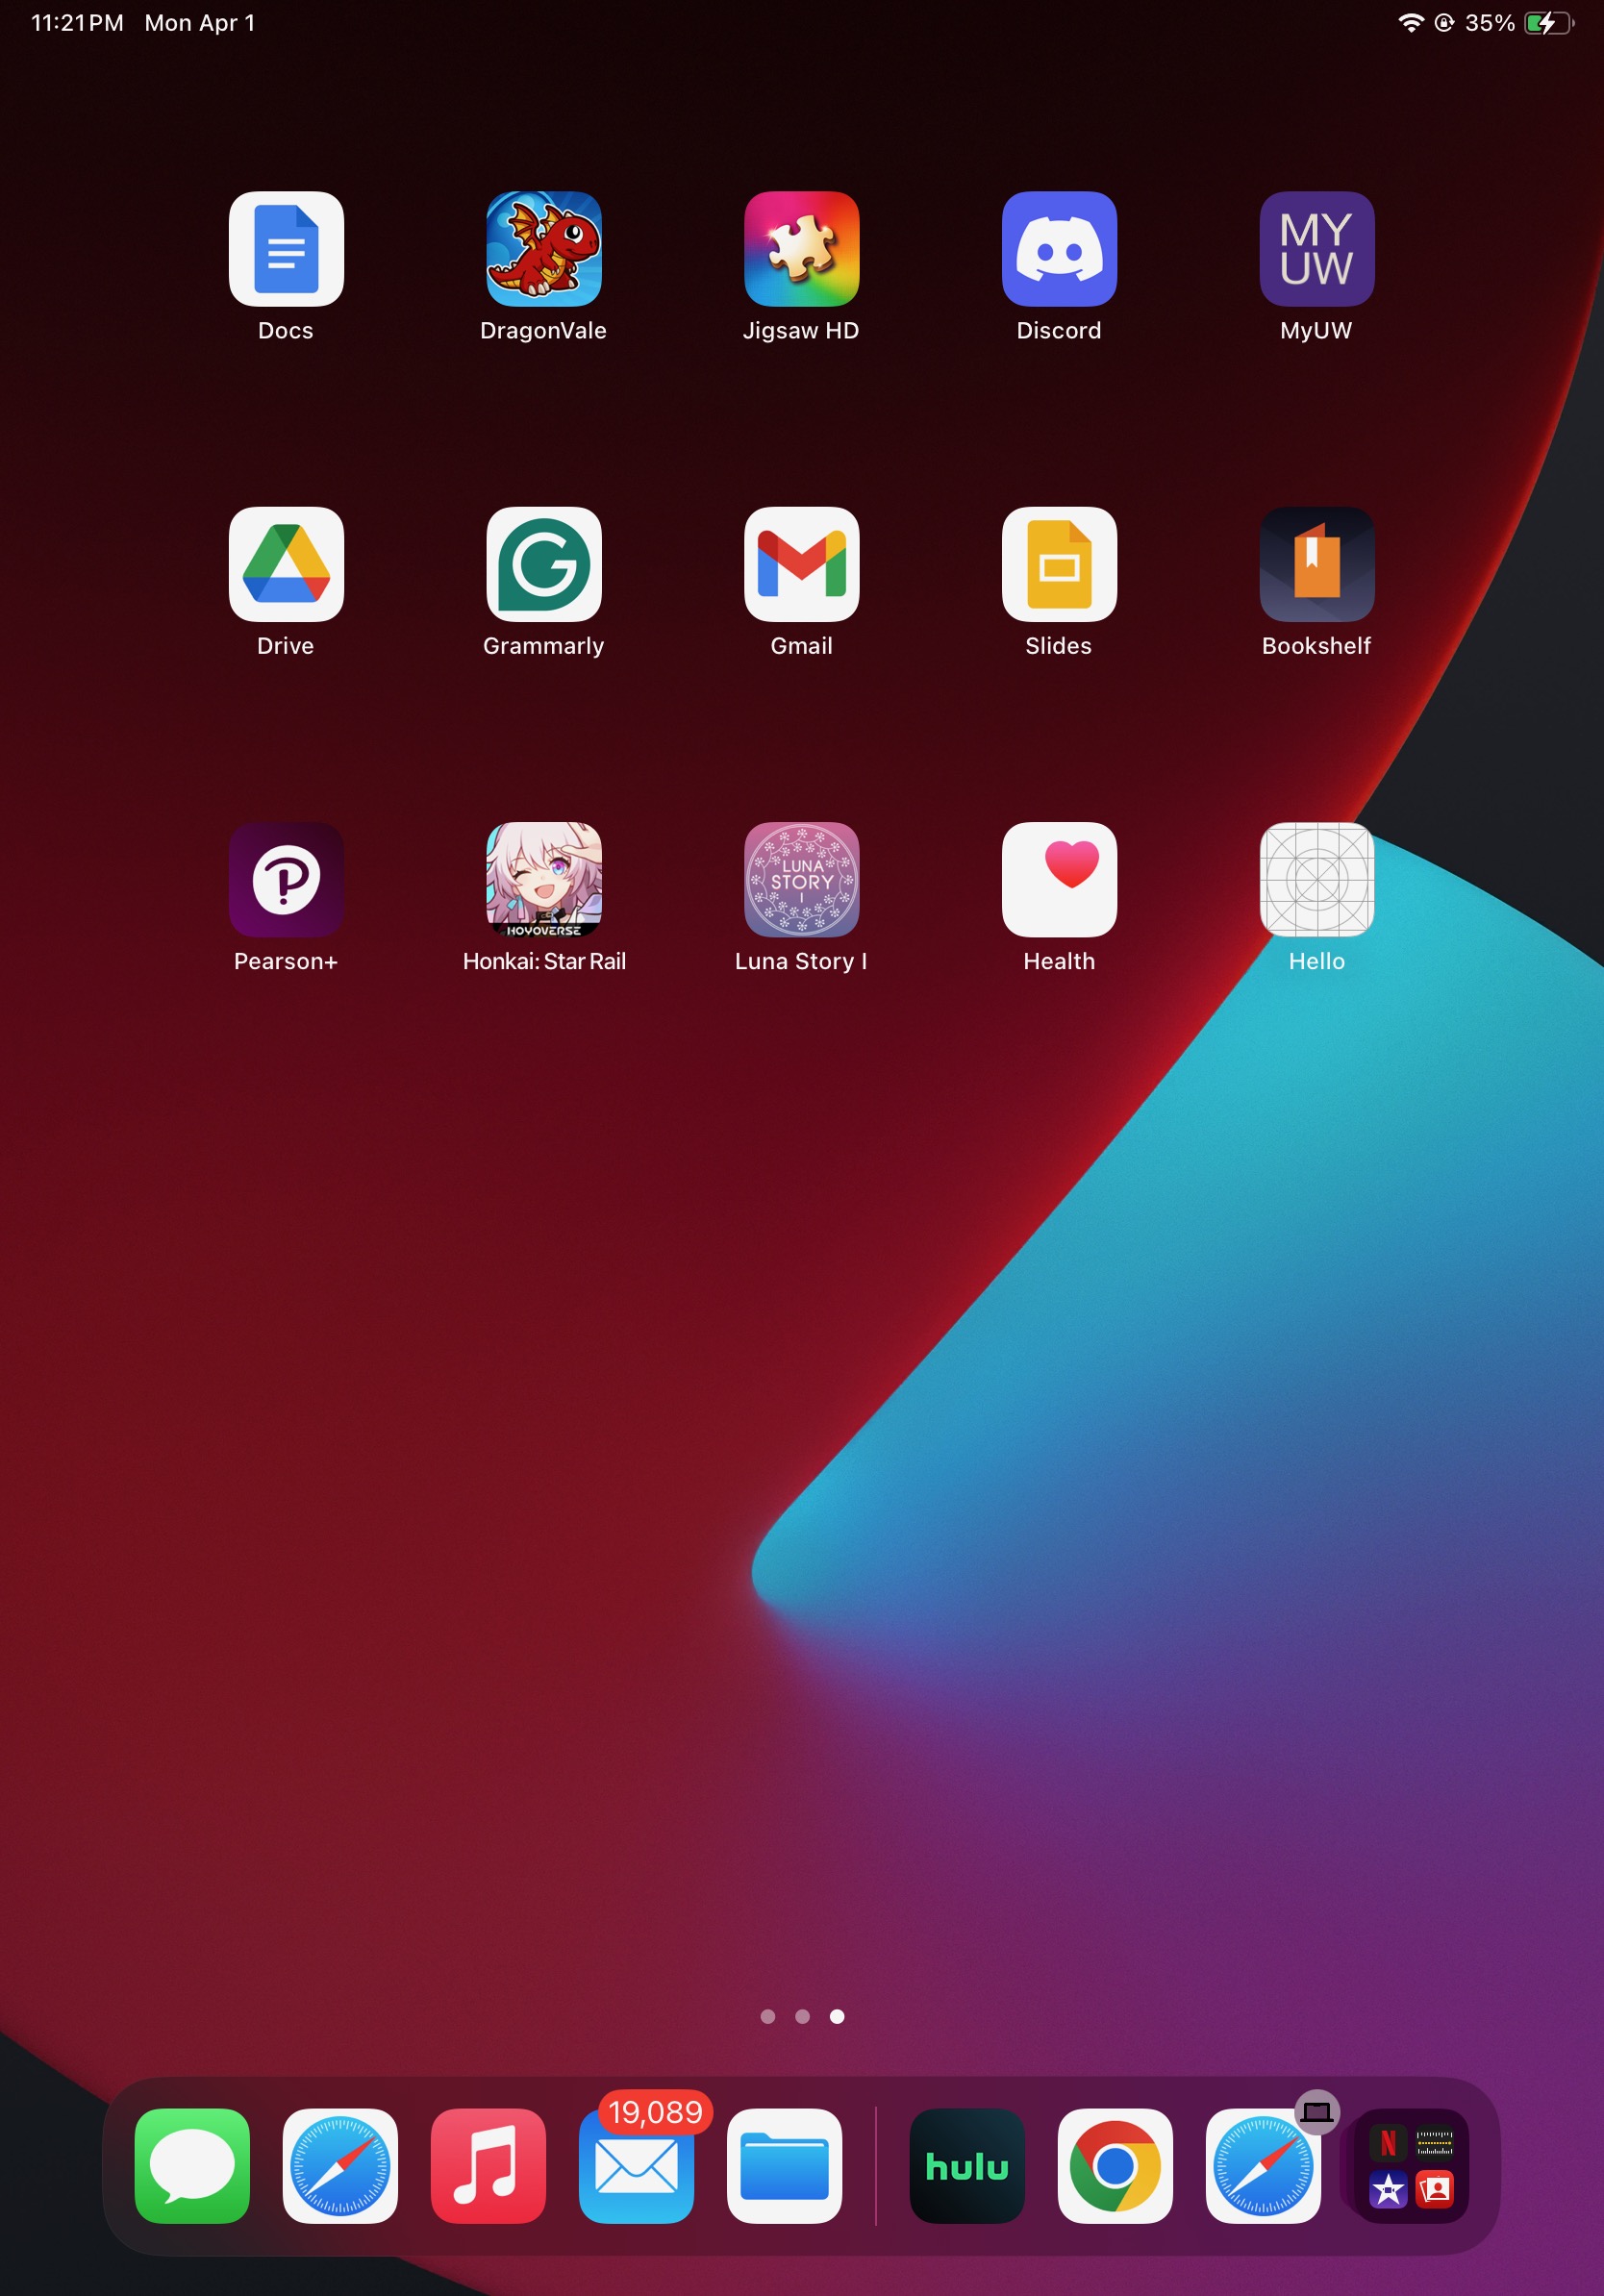 11:21 PM Mon Apr 1 35%
MY
UW
Docs DragonVale Jigsaw HD Discord MyUW
Drive Grammarly Gmail Slides Bookshelf
LUNA
STORY
I
HOYOVERSE
Pearson+ Honkai: Star Rail Luna Story I Health Hello
19,089
hulu
N